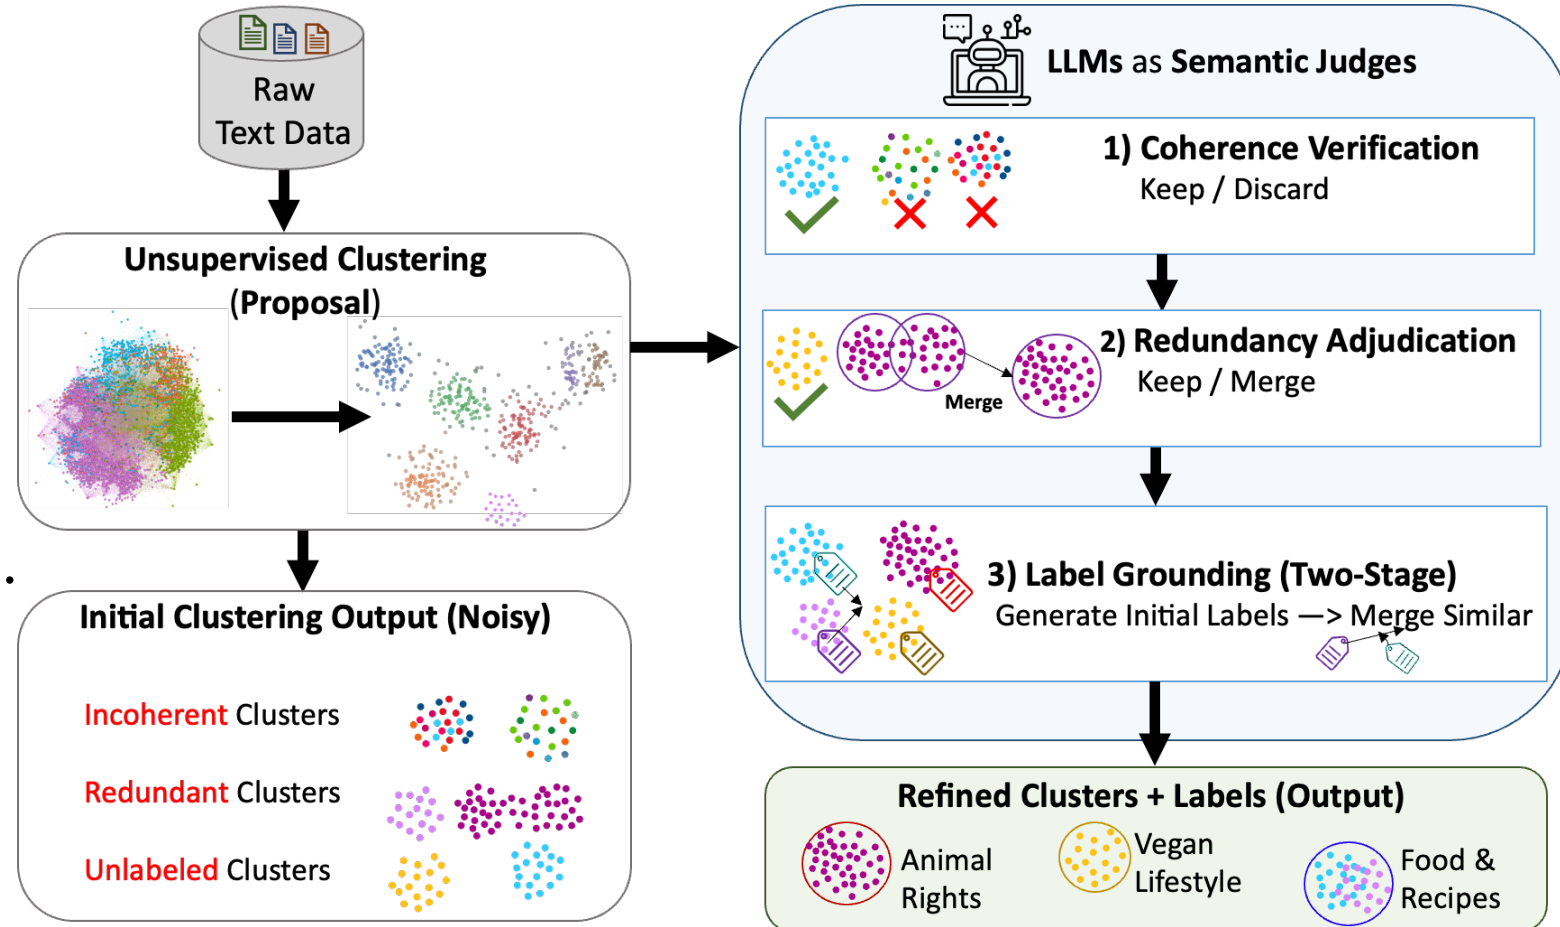 Raw
Text Data
Unsupervised Clustering
(Proposal)
Initial Clustering Output (Noisy)
Incoherent Clusters
Redundant Clusters
Unlabeled Clusters
LLMs as Semantic Judges
1) Coherence Verification
Keep / Discard
2) Redundancy Adjudication
Keep / Merge
Merge
3) Label Grounding (Two-Stage)
Generate Initial Labels —> Merge Similar
Refined Clusters + Labels (Output)
Animal
Rights
Vegan
Lifestyle
Food &
Recipes